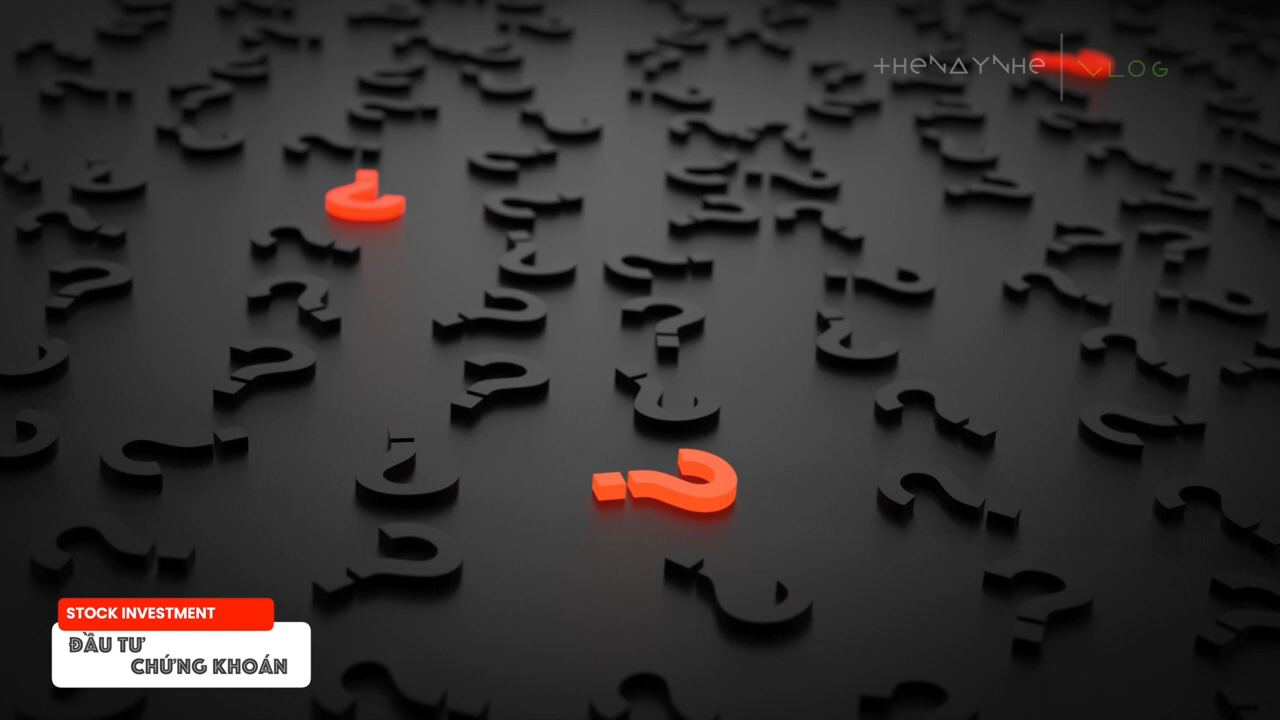 THENAYNHE | VLOG
STOCK INVESTMENT
ĐẦU TƯ
CHỨNG KHOÁN